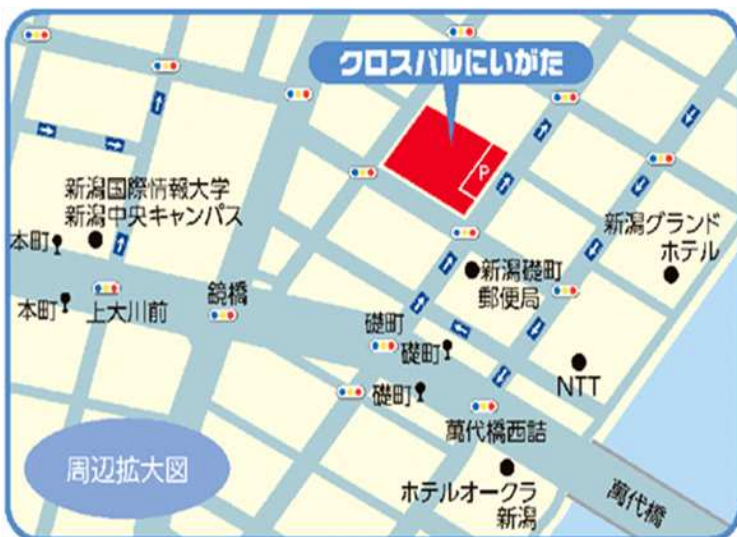 クロスパルにいがた
P
新潟国際情報大学
新潟中央キャンパス
新潟グランド
ホテル
本町
新潟礎町
郵便局
本町
上大川前
鏡橋
礎町
礎町
NTT
礎町
萬代橋西詰
周辺拡大図
ホテルオークラ
新潟
萬代橋